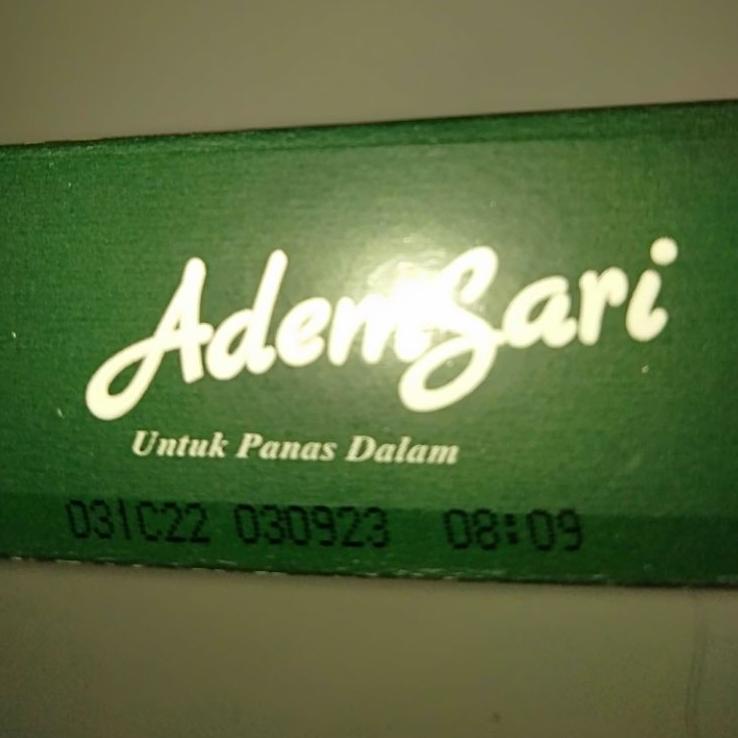 AdemSari
Untuk Panas Dalam
031C22 030923 08:09